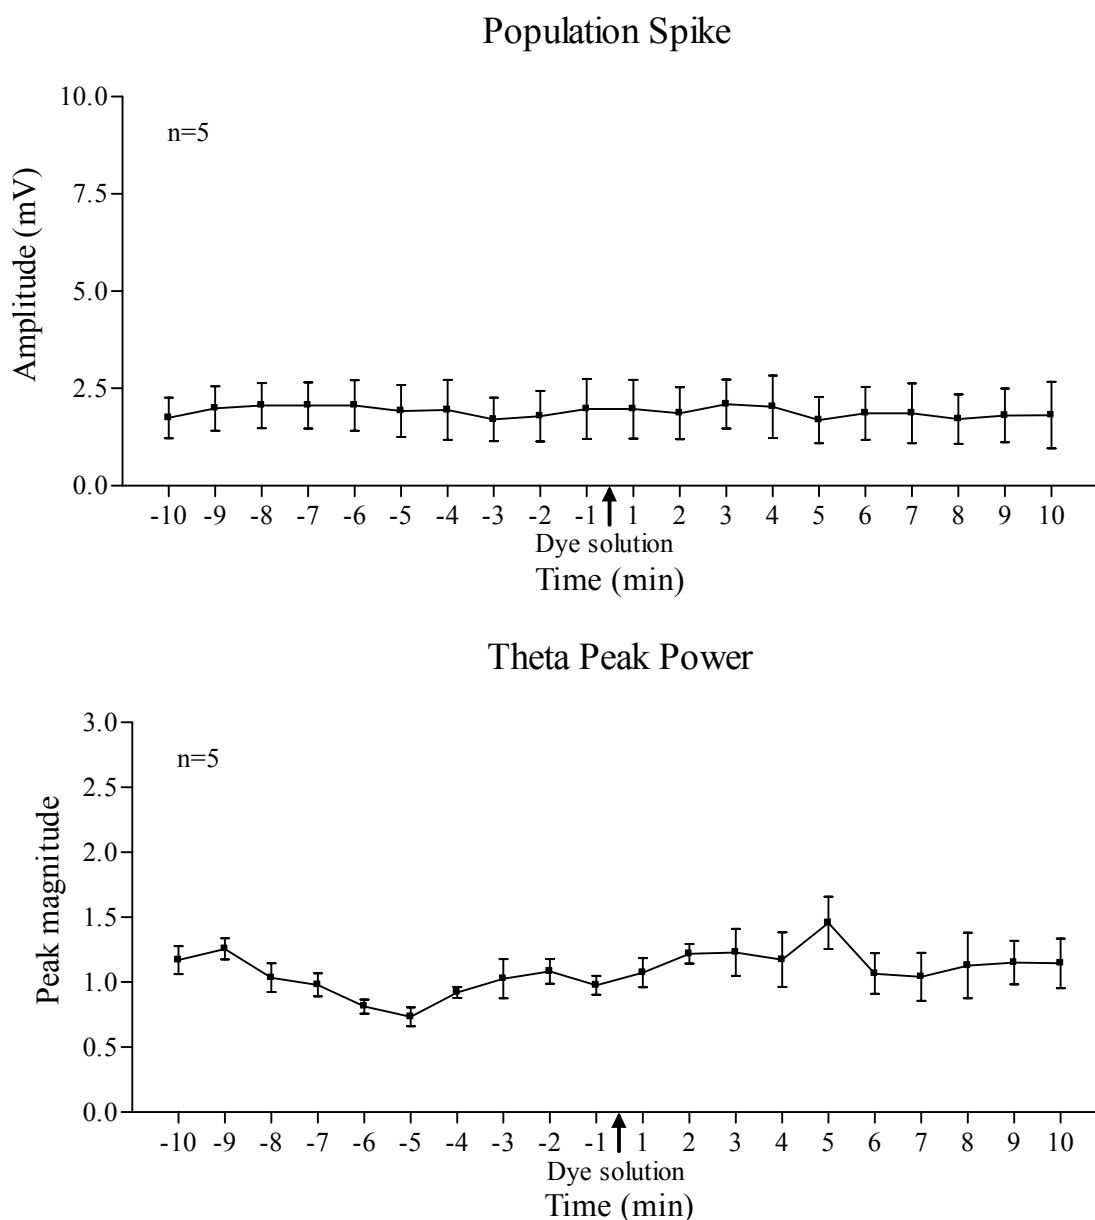 Population Spike
10.0
n=5
7.5
Amplitude (mV)
5.0
2.5
0.0
-10 -9 -8 -7 -6 -5 -4 -3 -2 -1 1 2 3 4 5 6 7 8 9 10
Dye solution
Time (min)
Theta Peak Power
3.0
n=5
2.5
2.0
Peak magnitude
1.5
1.0
0.5
0.0
-10 -9 -8 -7 -6 -5 -4 -3 -2 -1 1 2 3 4 5 6 7 8 9 10
Dye solution
Time (min)